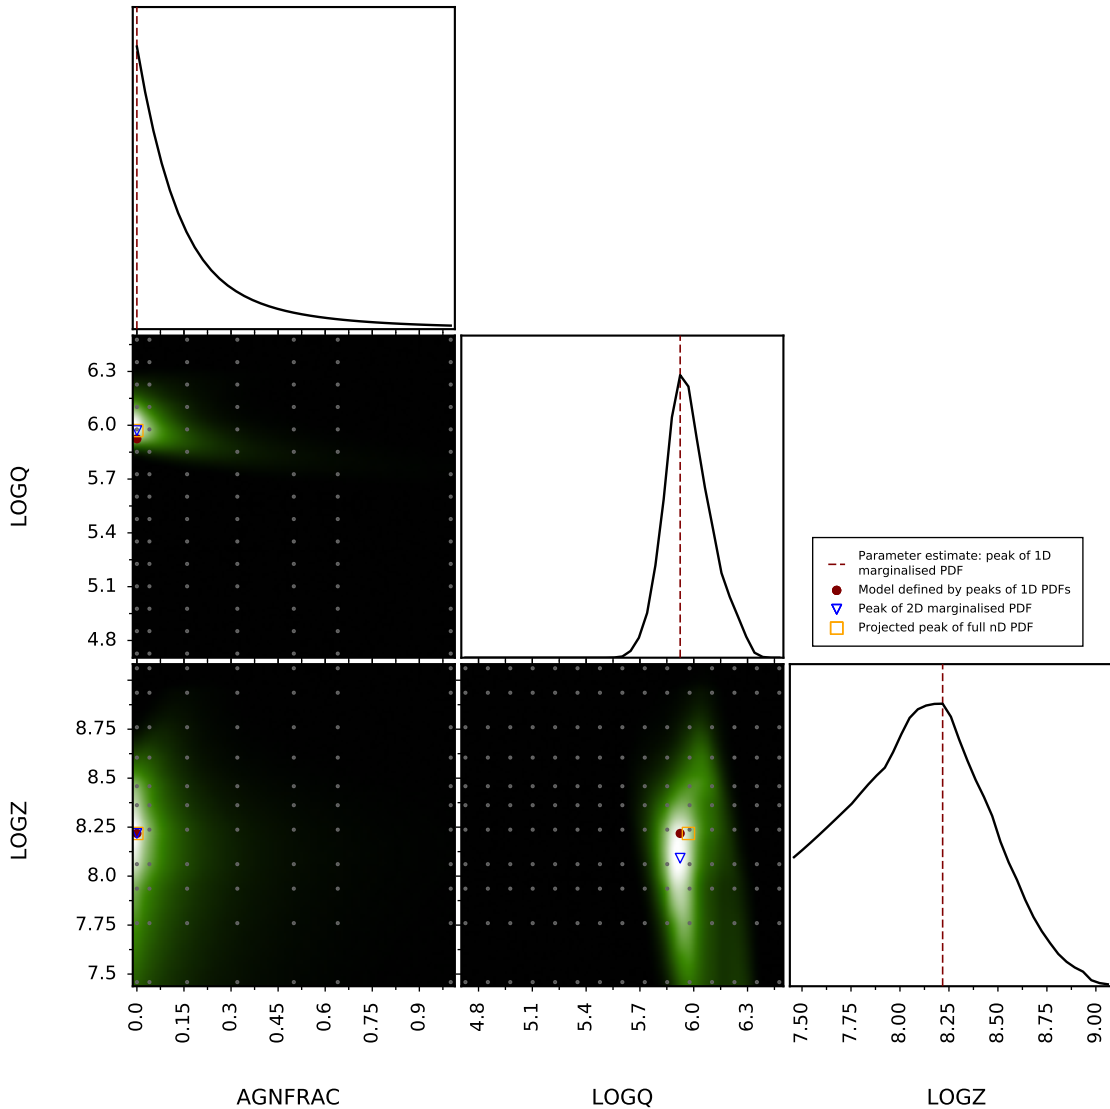 6.3
6.0
5.7
5.4
5.1
4.8
LOGQ
Parameter estimate: peak of 1D
marginalised PDF
Model defined by peaks of 1D PDFs
Peak of 2D marginalised PDF
Projected peak of full nD PDF
8.75
8.5
8.25
8.0
7.75
7.5
LOGZ
0.0 0.15 0.3 0.45 0.6 0.75 0.9
4.8 5.1 5.4 5.7 6.0 6.3
7.50 7.75 8.00 8.25 8.50 8.75 9.00
AGNFRAC LOGQ LOGZ